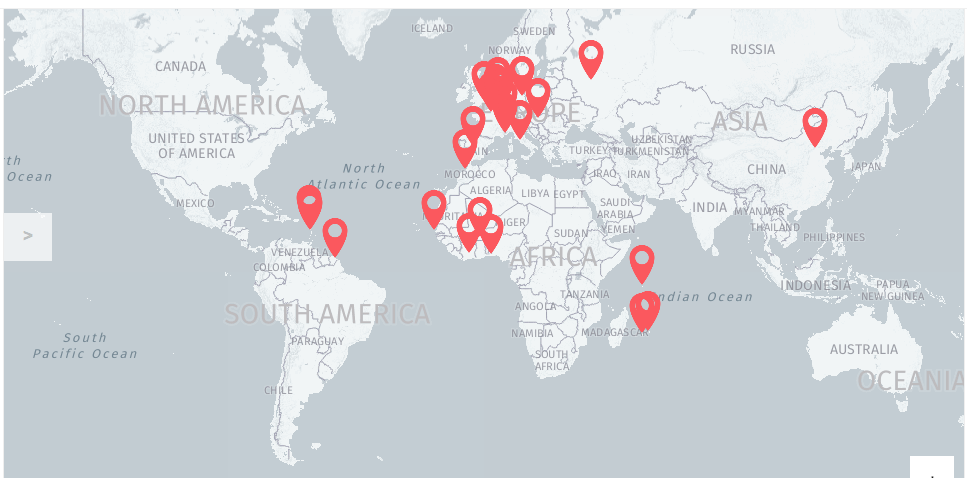 ICELAND
SWEDEN
NORWAY
RUSSIA
CANADA
NORTH AMERICA
ASIA
UNITED STATES
OF AMERICA
UZBEKISTAN
TURKEY
TURKMENISTAN
JAPAN
North
Atlantic Ocean
MOROCCO
IRAQ
IRAN
CHINA
Ocean
MEXICO
ALGERIA
LIBYA
EGYPT
SAUDI
ARABIA
INDIA
MYANMAR
THAILAND
YEMEN
SUDAN
PHILIPPINES
>
VENEZUELA
COLOMBIA
AFRICA
INDONESIA
PAPUA
NEW GUINEA
TANZANIA
Ocean
ANGOLA
SOUTH AMERICA
NAMIBIA
MADAGASCAR
South
Pacific Ocean
PARAGUAY
AUSTRALIA
SOUTH
AFRICA
OCEANIA
CHILE